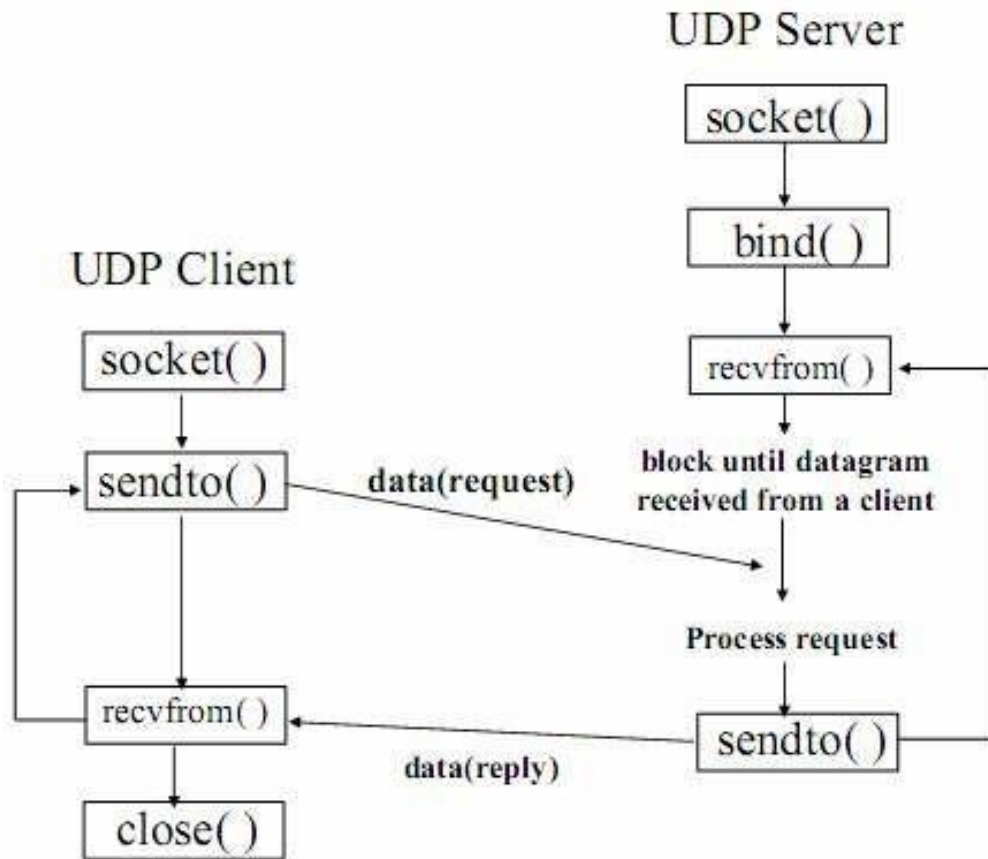 UDP Server
socket( )
bind( )
UDP Client
socket( )
recvfrom( )
block until datagram
received from a client
sendto( )
data(request)
Process request
recvfrom( )
sendto( )
data(reply)
close( )